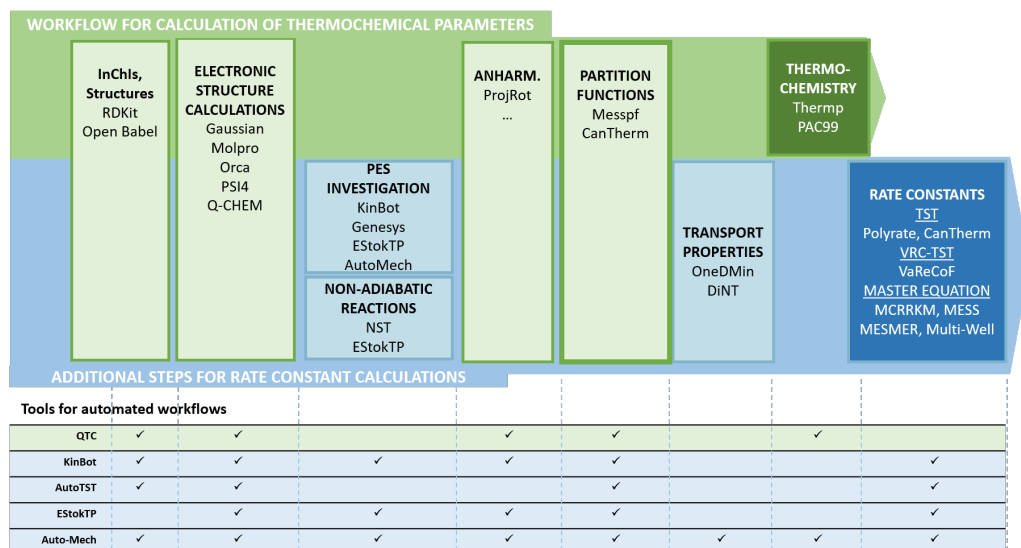 WORKFLOW FOR CALCULATION OF THERMOCHEMICAL PARAMETERS
InChIs,
Structures
RDKit
Open Babel
ELECTRONIC
STRUCTURE
CALCULATIONS
Gaussian
Molpro
Orca
PSI4
Q-CHEM
PES
INVESTIGATION
KinBot
Genesys
EStokTP
AutoMech
NON-ADIABATIC
REACTIONS
NST
EStokTP
ANHARM.
ProjRot
...
PARTITION
FUNCTIONS
Messpf
CanTherm
TRANSPORT
PROPERTIES
OneDMin
DiNT
THERMO-
CHEMISTRY
Thermp
PAC99
RATE CONSTANTS
TST
Polyrate, CanTherm
VRC-TST
VaReCoF
MASTER EQUATION
MCRRKM, MESS
MESMER, Multi-Well
ADDITIONAL STEPS FOR RATE CONSTANT CALCULATIONS
Tools for automated workflows
QTC ✓ ✓ ✓ ✓ ✓
KinBot ✓ ✓ ✓ ✓ ✓ ✓
AutoTST ✓ ✓ ✓ ✓
EStokTP ✓ ✓ ✓ ✓ ✓
Auto-Mech ✓ ✓ ✓ ✓ ✓ ✓ ✓ ✓